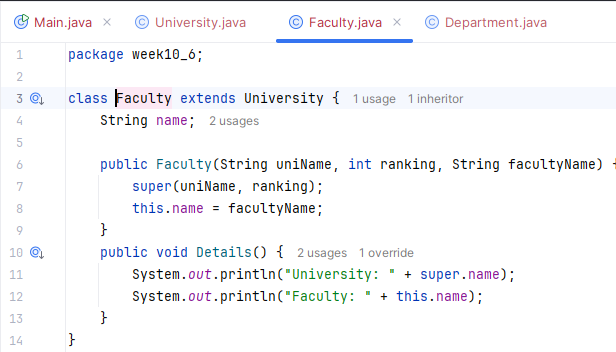 Main.java × University.java Faculty.java × Department.java
1 package week10_6;
2
3 class Faculty extends University { 1 usage 1 inheritor
4 String name; 2 usages
5
6 public Faculty(String uniName, int ranking, String facultyName) {
7 super(uniName, ranking);
8 this.name = facultyName;
9 }
10 public void Details() { 2 usages 1 override
11 System.out.println("University: " + super.name);
12 System.out.println("Faculty: " + this.name);
13 }
14 }